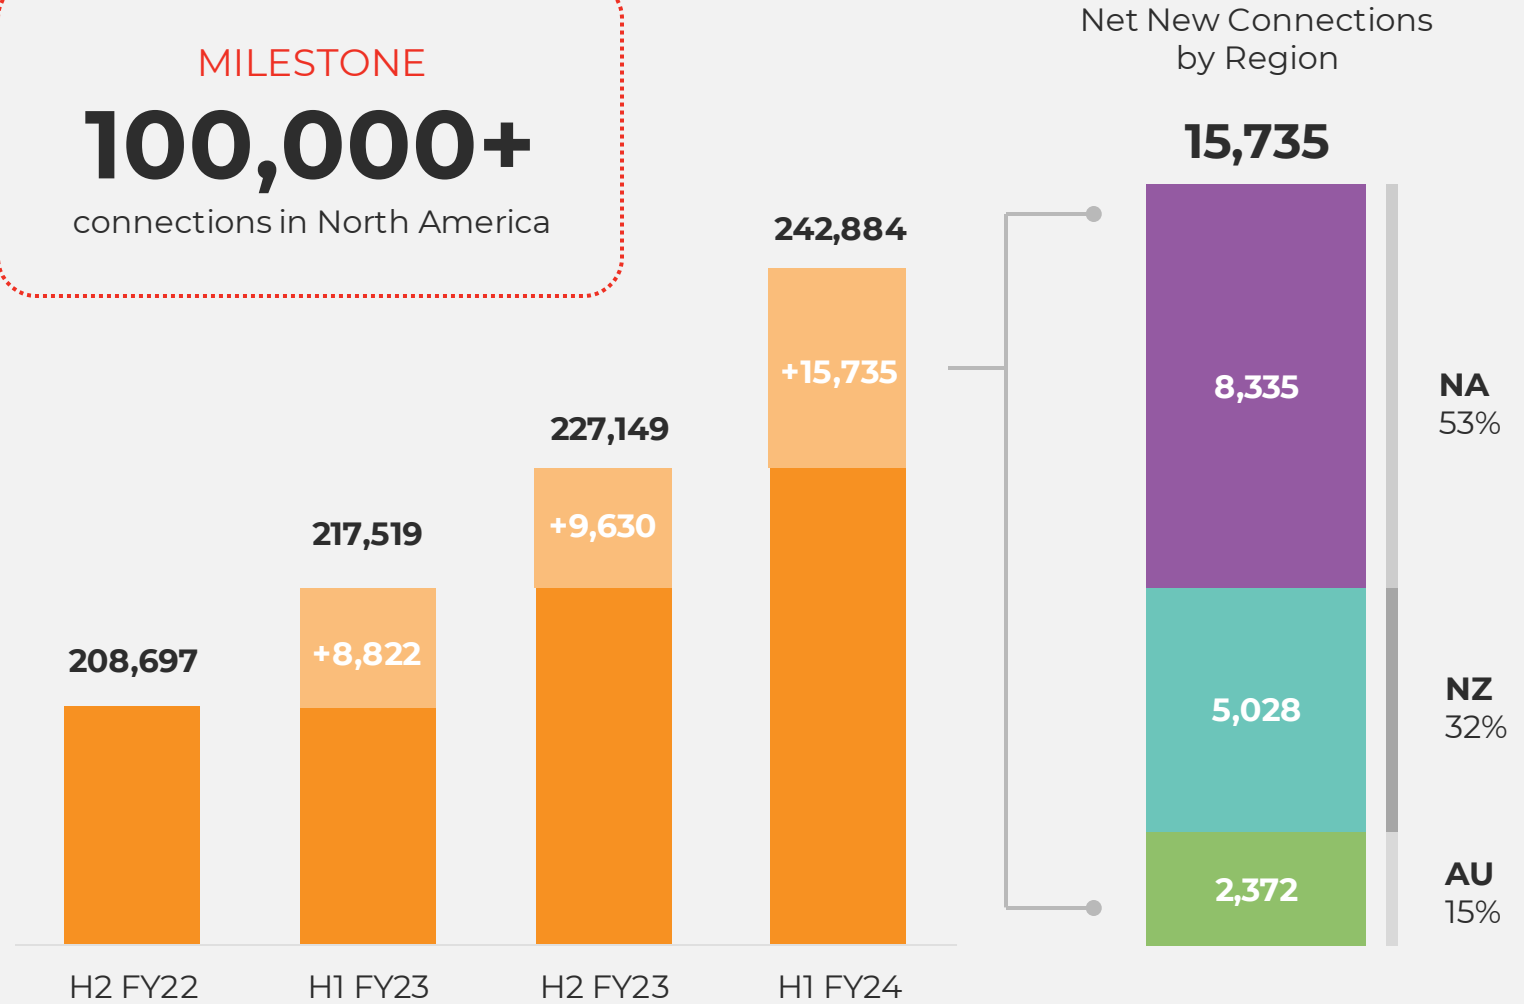 MILESTONE
100,000+
connections in North America
208,697
217,519
+8,822
227,149
+9,630
242,884
+15,735
H2 FY22
H1 FY23
H2 FY23
H1 FY24
Net New Connections
by Region
15,735
8,335
NA
53%
5,028
NZ
32%
2,372
AU
15%